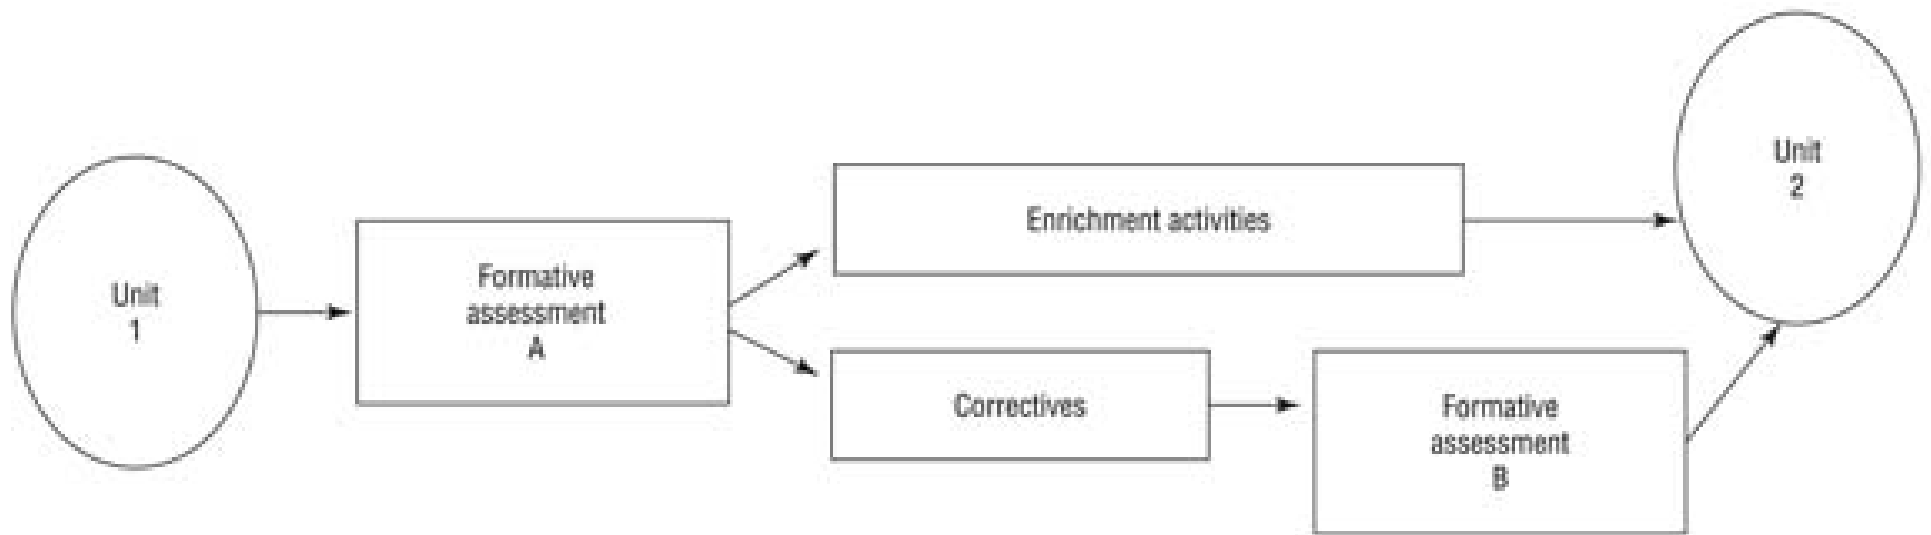 Unit
1
Formative
assessment
A
Enrichment activities
Correctives
Formative
assessment
B
Unit
2